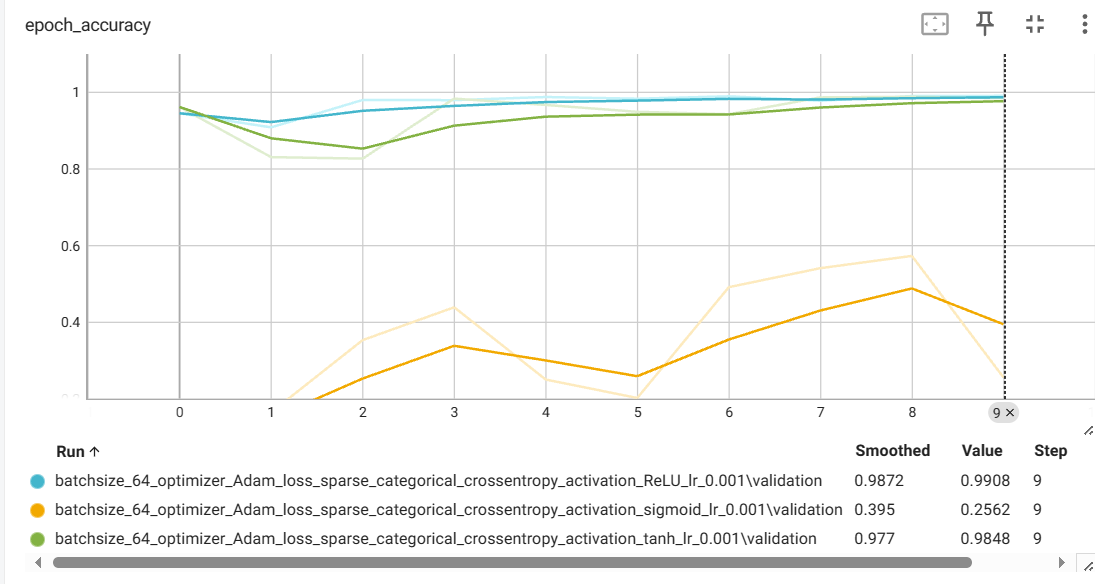 epoch_accuracy
1
0.8
0.6
0.4
0.2
0 1 2 3 4 5 6 7 8 9 ×
Run ↑ Smoothed Value Step
batchsize_64_optimizer_Adam_loss_sparse_categorical_crossentropy_activation_ReLU_lr_0.001\validation 0.9872 0.9908 9
batchsize_64_optimizer_Adam_loss_sparse_categorical_crossentropy_activation_sigmoid_lr_0.001\validation 0.395 0.2562 9
batchsize_64_optimizer_Adam_loss_sparse_categorical_crossentropy_activation_tanh_lr_0.001\validation 0.977 0.9848 9